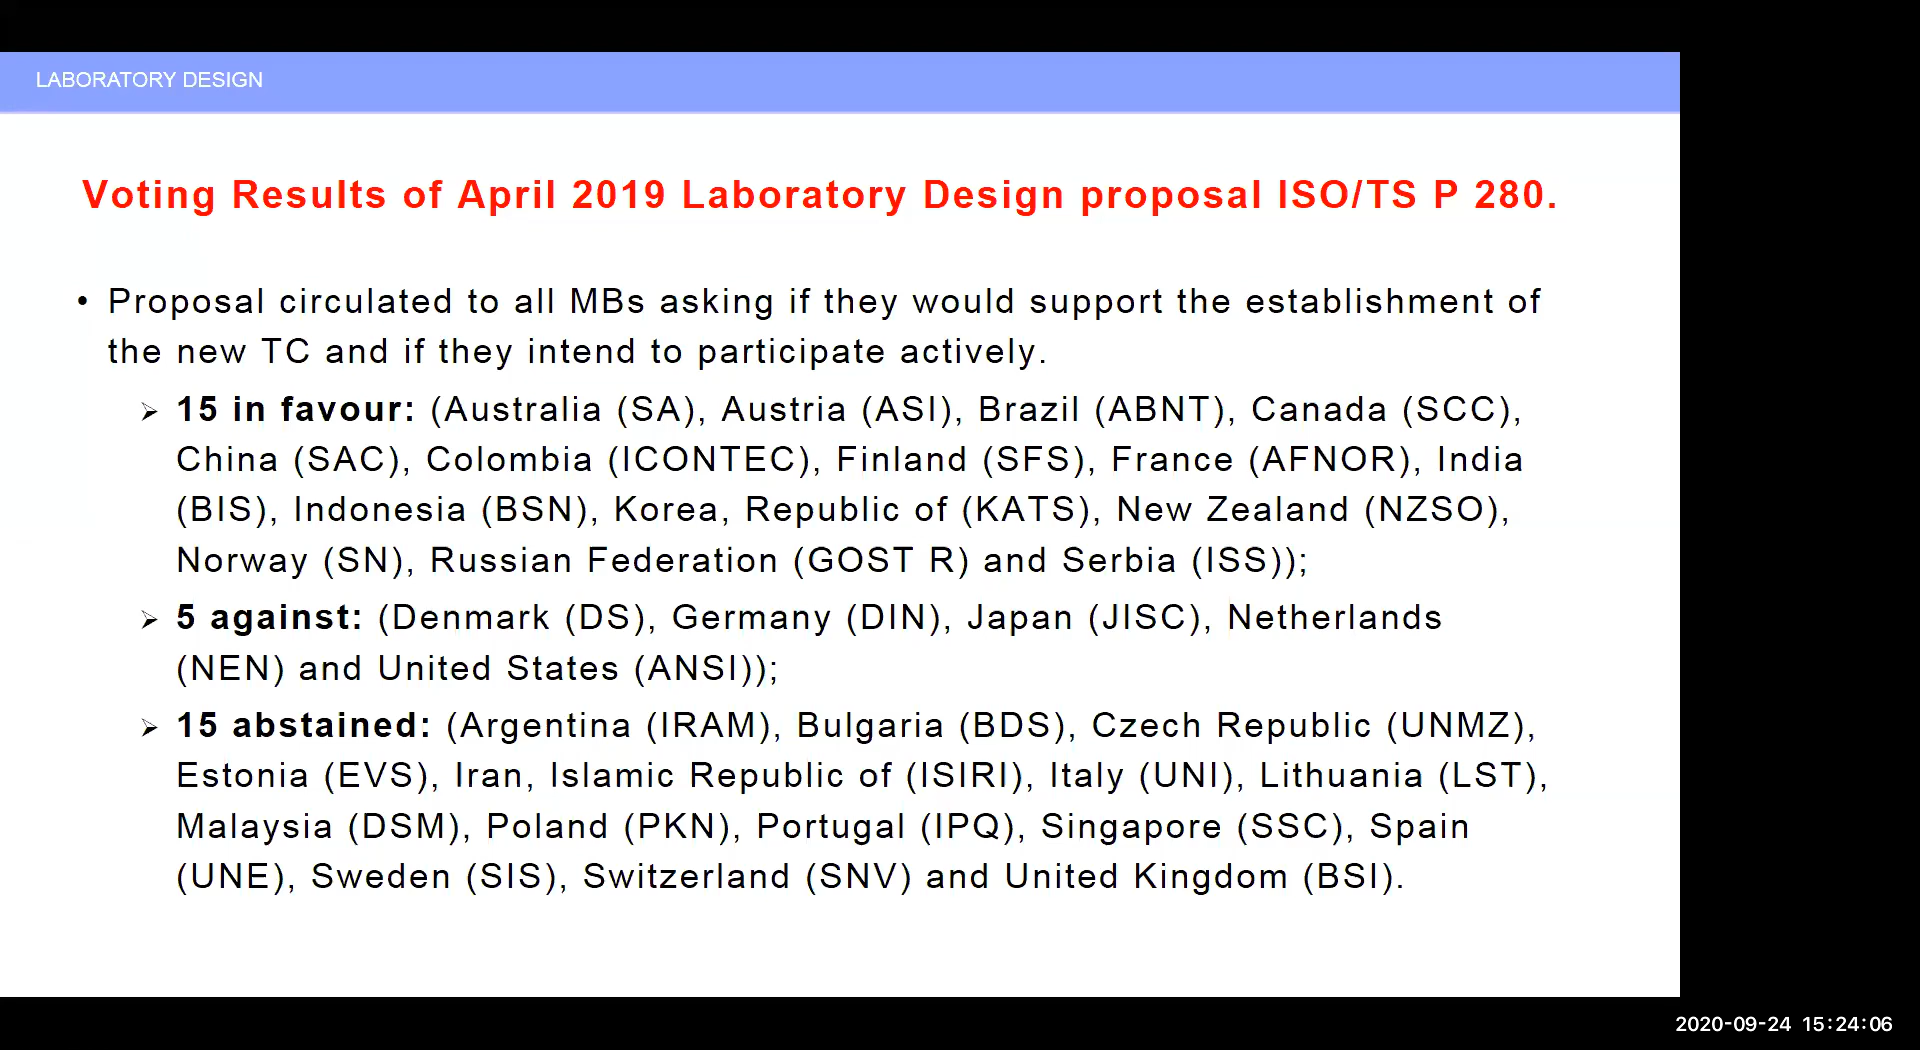 LABORATORY DESIGN
Voting Results of April 2019 Laboratory Design proposal ISO/TS P 280.
• Proposal circulated to all MBs asking if they would support the establishment of
the new TC and if they intend to participate actively.
➢ 15 in favour: (Australia (SA), Austria (ASI), Brazil (ABNT), Canada (SCC),
China (SAC), Colombia (ICONTEC), Finland (SFS), France (AFNOR), India
(BIS), Indonesia (BSN), Korea, Republic of (KATS), New Zealand (NZSO),
Norway (SN), Russian Federation (GOST R) and Serbia (ISS));
➢ 5 against: (Denmark (DS), Germany (DIN), Japan (JISC), Netherlands
(NEN) and United States (ANSI));
➢ 15 abstained: (Argentina (IRAM), Bulgaria (BDS), Czech Republic (UNMZ),
Estonia (EVS), Iran, Islamic Republic of (ISIRI), Italy (UNI), Lithuania (LST),
Malaysia (DSM), Poland (PKN), Portugal (IPQ), Singapore (SSC), Spain
(UNE), Sweden (SIS), Switzerland (SNV) and United Kingdom (BSI).
2020-09-24 15:24:06